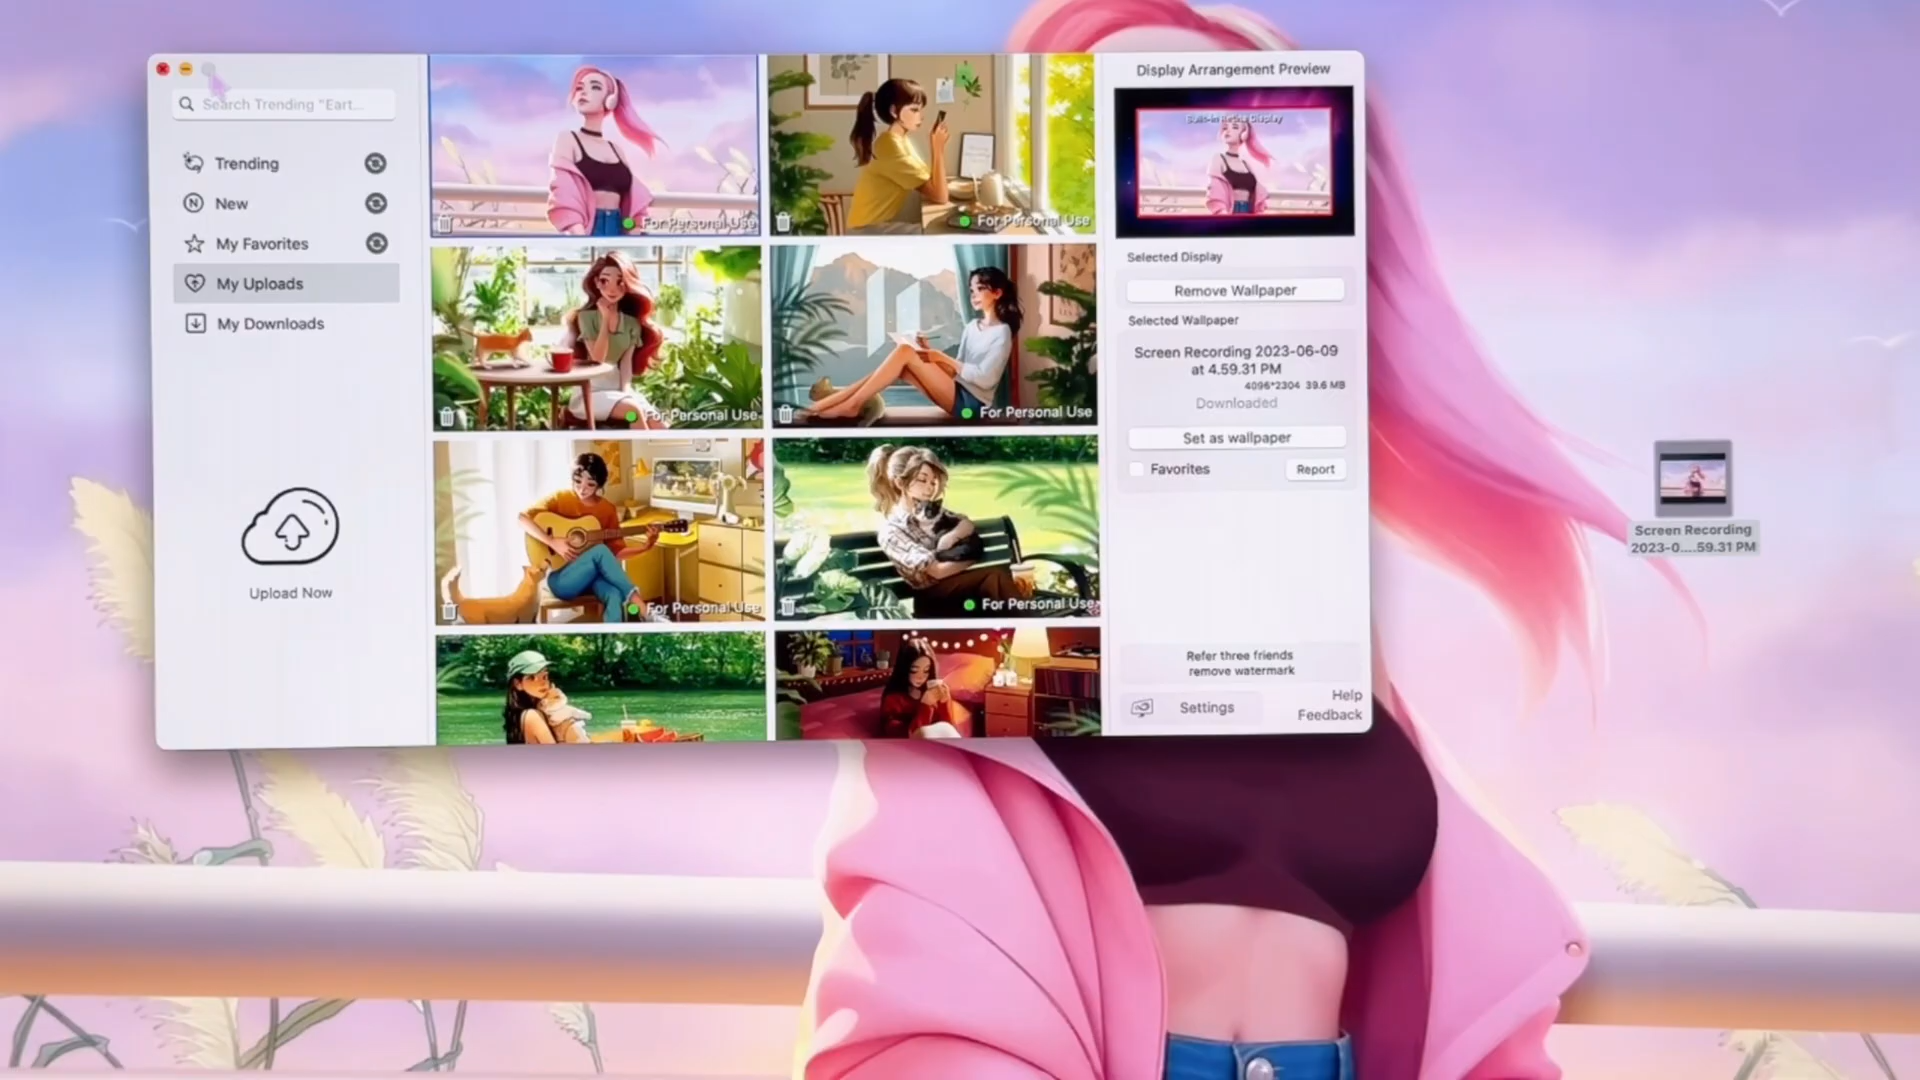 Search Trending "Eart...
Trending
New
My Favorites
My Uploads
My Downloads
Upload Now
For Personal Use
For Personal Use
For Personal Use
For Personal Use
For Personal Use
For Personal Use
Display Arrangement Preview
Built-in Retina Display
Selected Display
Remove Wallpaper
Selected Wallpaper
Screen Recording 2023-06-09
at 4.59.31 PM
4096*2304 39.6 MB
Downloaded
Set as wallpaper
Favorites
Report
Refer three friends
remove watermark
Settings
Help
Feedback
Screen Recording
2023-0....59.31 PM